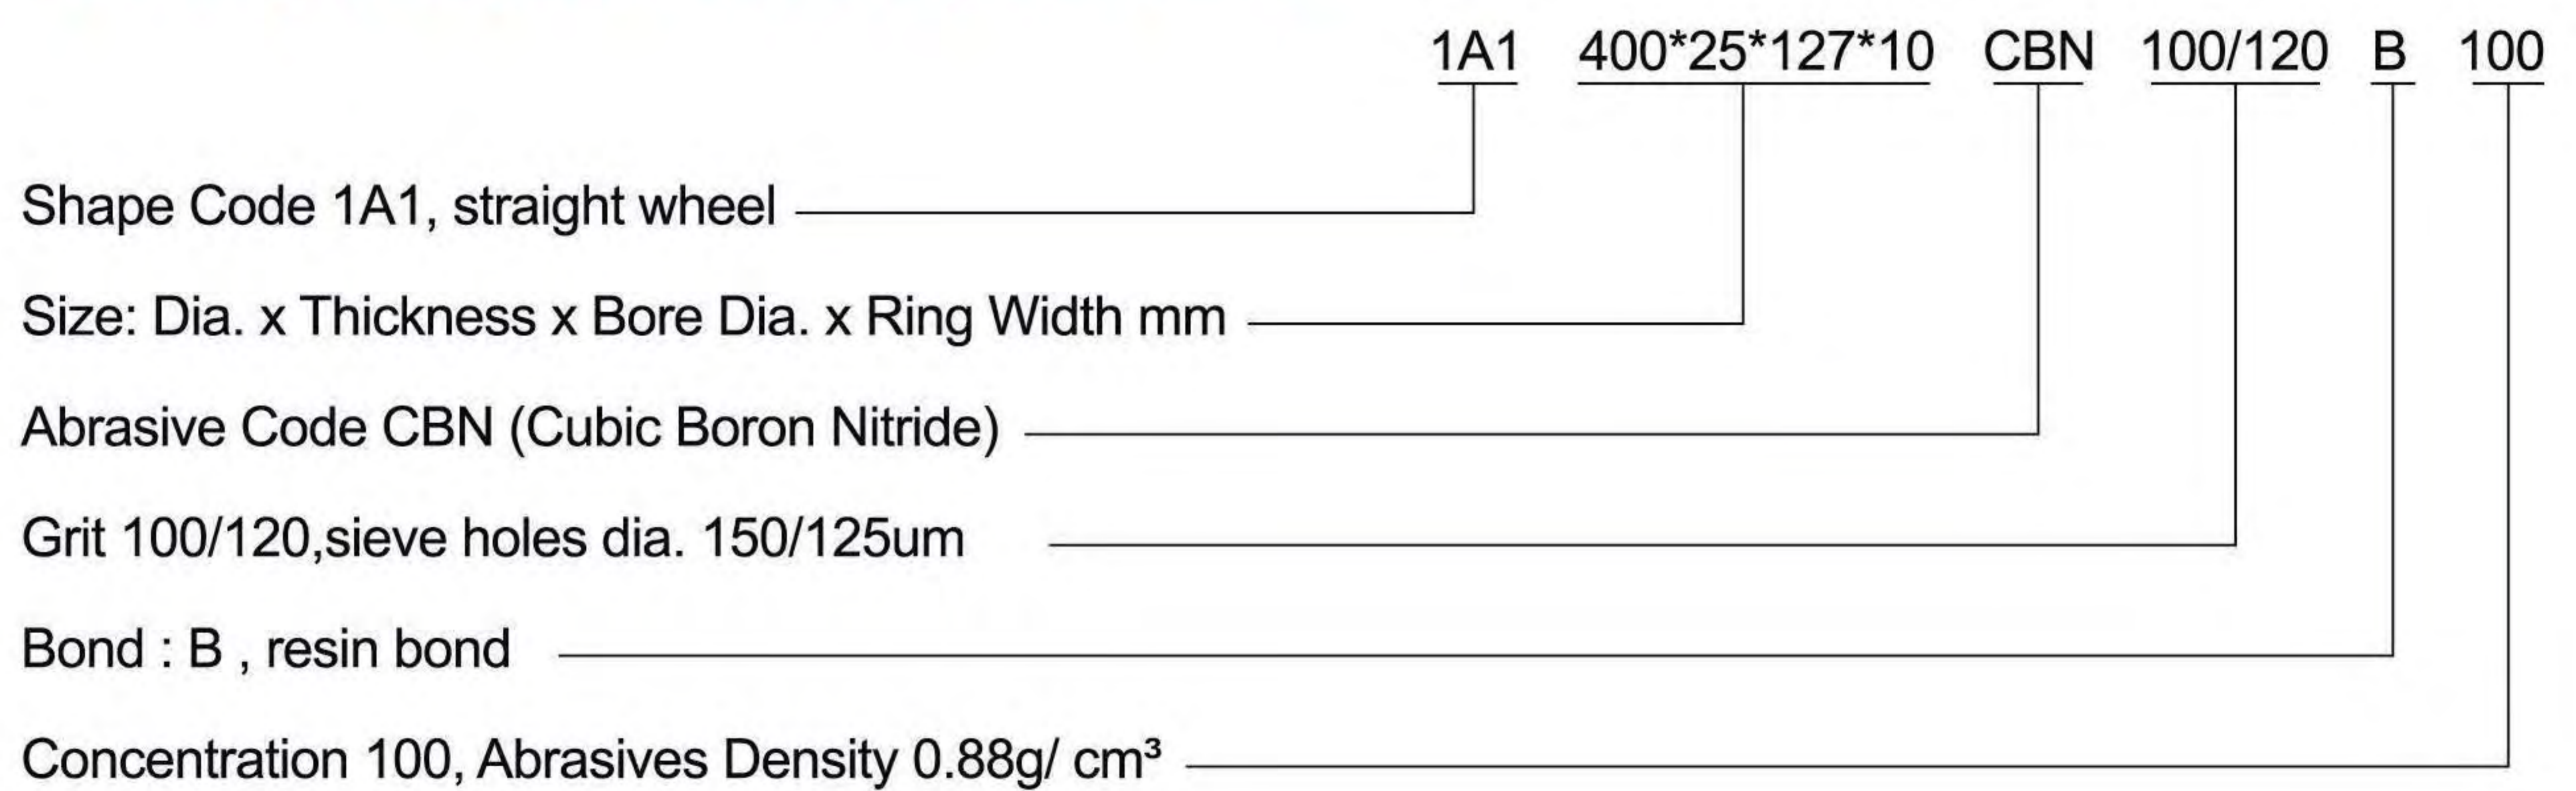 1A1 400*25*127*10 CBN 100/120 B 100
Shape Code 1A1, straight wheel
Size: Dia. x Thickness x Bore Dia. x Ring Width mm
Abrasive Code CBN (Cubic Boron Nitride)
Grit 100/120,sieve holes dia. 150/125um
Bond : B , resin bond
Concentration 100, Abrasives Density 0.88g/ cm³